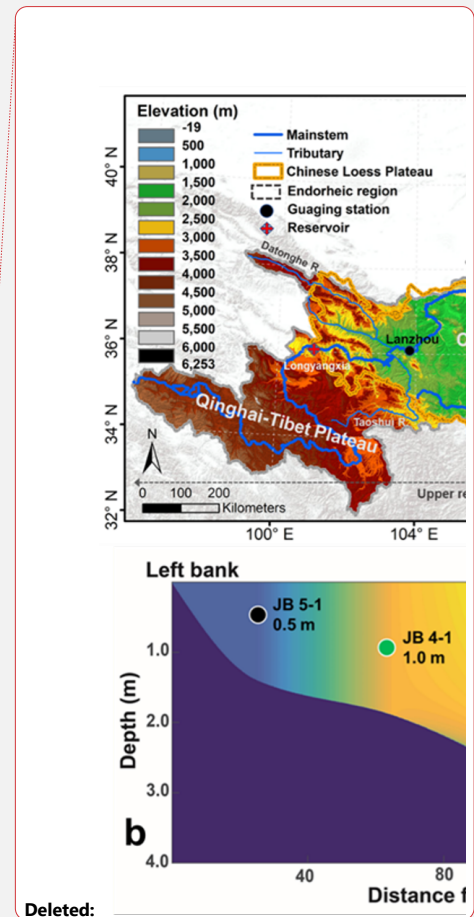 Elevation (m)
-19
500
1,000
1,500
2,000
2,500
3,000
3,500
4,000
4,500
5,000
5,500
6,000
6,253
Mainstem
Tributary
Chinese Loess Plateau
Endorheic region
Guaging station
Reservoir
40° N
38° N
36° N
34° N
32° N
Datonghe R.
Lanzhou
Longyangxia
Taoshui R.
Qinghai-Tibet Plateau
N
0 100 200
Kilometers
Upper re
100° E
104° E
Left bank
JB 5-1
0.5 m
JB 4-1
1.0 m
Depth (m)
1.0
2.0
3.0
4.0
b
40
80
Distance f
Deleted: